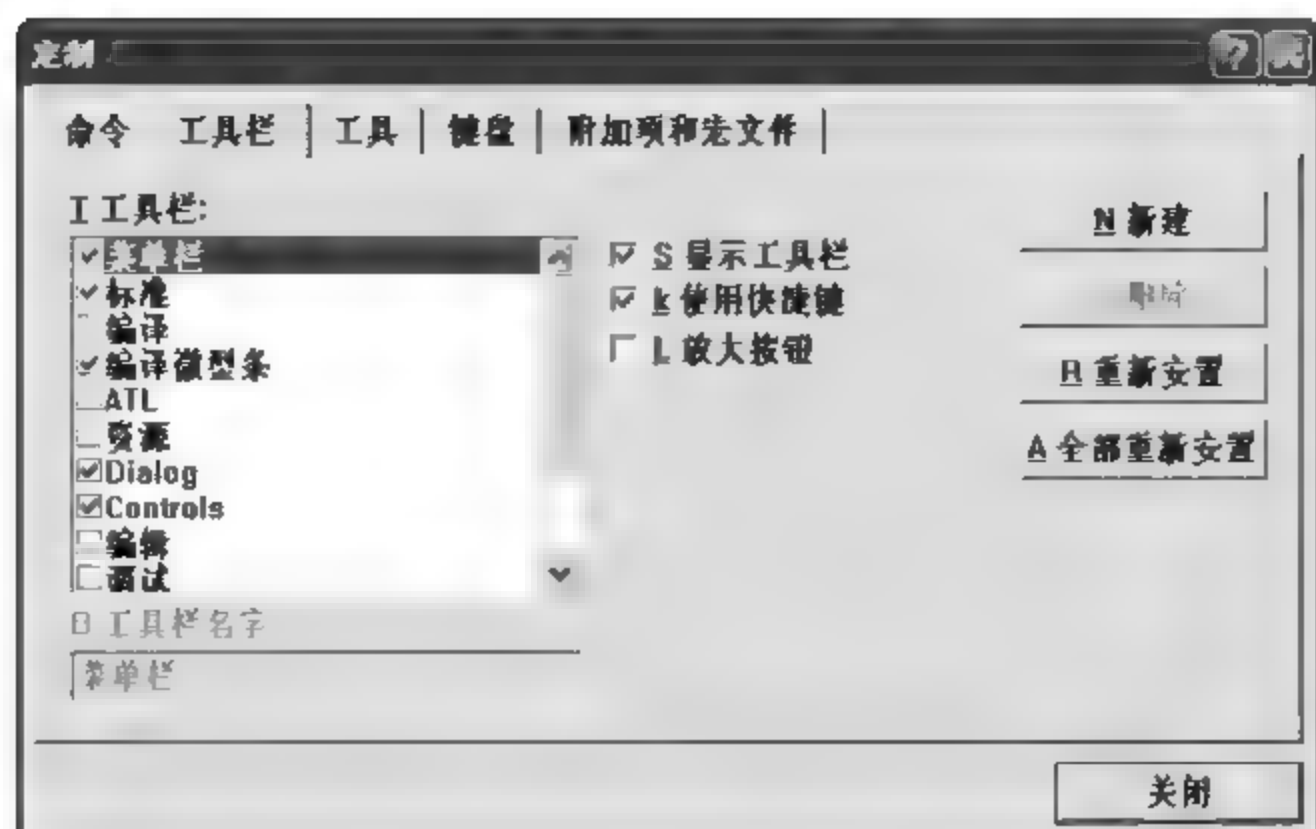 定制
命令 工具栏 工具 键盘 附加项和宏文件
T 工具栏:
菜单栏
标准
编译
编译微型条
ATL
资源
Dialog
Controls
编辑
调试
B 工具栏名字
菜单栏
S 显示工具栏
k 使用快捷键
L 放大按钮
N 新建
删除
R 重新安置
A 全部重新安置
关闭